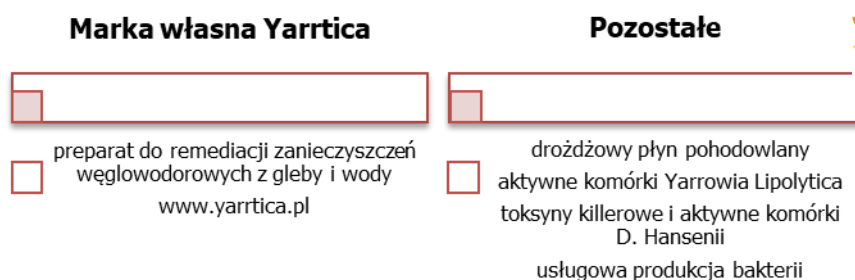 Marka własna Yarrtica
preparat do remediacji zanieczyszczeń
węglowodorowych z gleby i wody
www.yarrtica.pl
Pozostałe
drożdżowy płyn pohodowlany
aktywne komórki Yarrowia Lipolytica
toksyny killerowe i aktywne komórki
D. Hansenii
usługowa produkcja bakterii